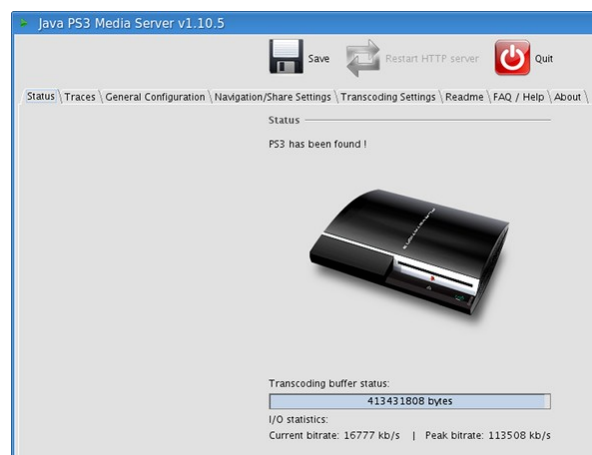 Java PS3 Media Server v1.10.5
Save Restart HTTP server Quit
Status Traces General Configuration Navigation/Share Settings Transcoding Settings Readme FAQ / Help About
Status
PS3 has been found !
Transcoding buffer status:
413431808 bytes
I/O statistics:
Current bitrate: 16777 kb/s | Peak bitrate: 113508 kb/s